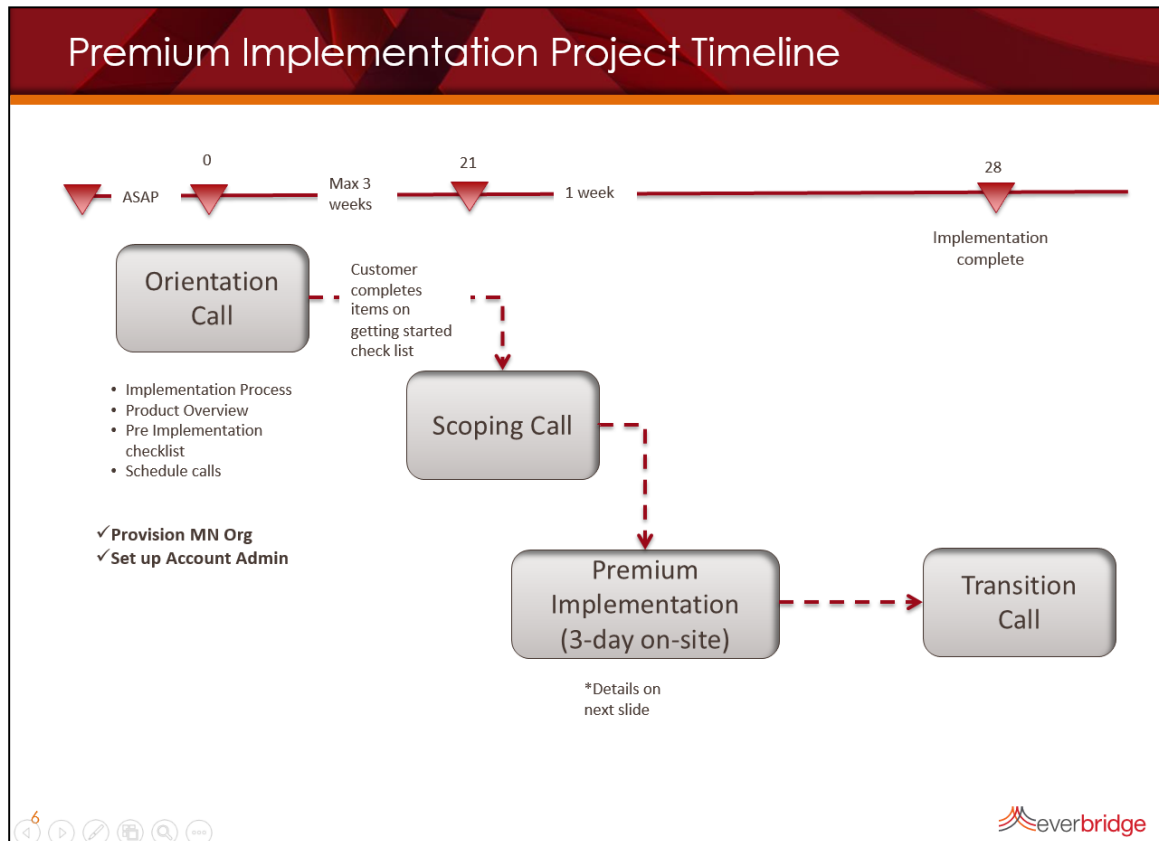 Premium Implementation Project Timeline
0
21
28
ASAP
Max 3
weeks
1 week
Implementation
complete
Orientation
Call
Customer
completes
items on
getting started
check list
• Implementation Process
• Product Overview
• Pre Implementation
checklist
• Schedule calls
Scoping Call
✓Provision MN Org
✓Set up Account Admin
Premium
Implementation
(3-day on-site)
Transition
Call
*Details on
next slide
6
everbridge